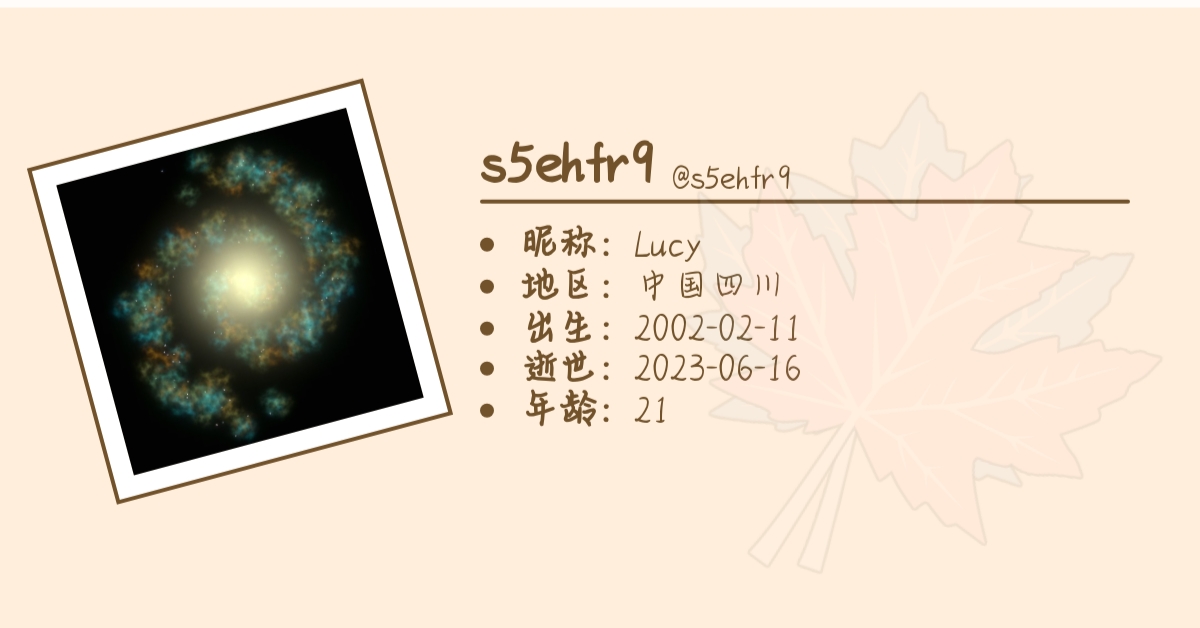 s5ehfr9 @s5ehfr9
昵称： Lucy
地区： 中国四川
出生： 2002-02-11
逝世： 2023-06-16
年龄： 21